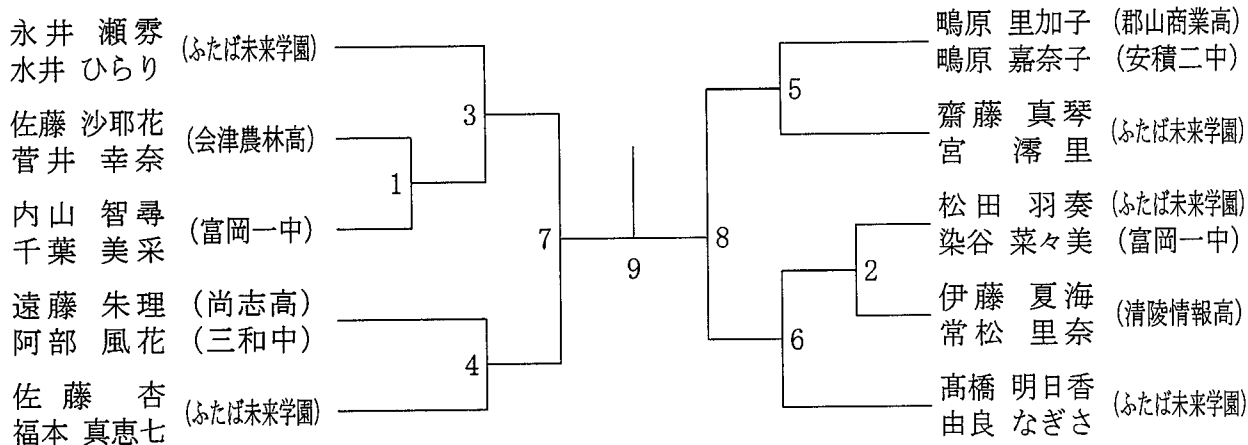 永井 瀬雰 (ふたば未来学園)
水井 ひらり
佐藤 沙耶花 (会津農林高)
菅井 幸奈
内山 智尋 (富岡一中)
千葉 美采
遠藤 朱理 (尚志高)
阿部 風花 (三和中)
佐藤 杏 (ふたば未来学園)
福本 真恵七
3
1
7
4
9
8
5
2
6
鴫原 里加子 (郡山商業高)
鴫原 嘉奈子 (安積二中)
齋藤 真琴 (ふたば未来学園)
宮 澪里
松田 羽奏 (ふたば未来学園)
染谷 菜々美 (富岡一中)
伊藤 夏海 (清陵情報高)
常松 里奈
髙橋 明日香 (ふたば未来学園)
由良 なぎさ